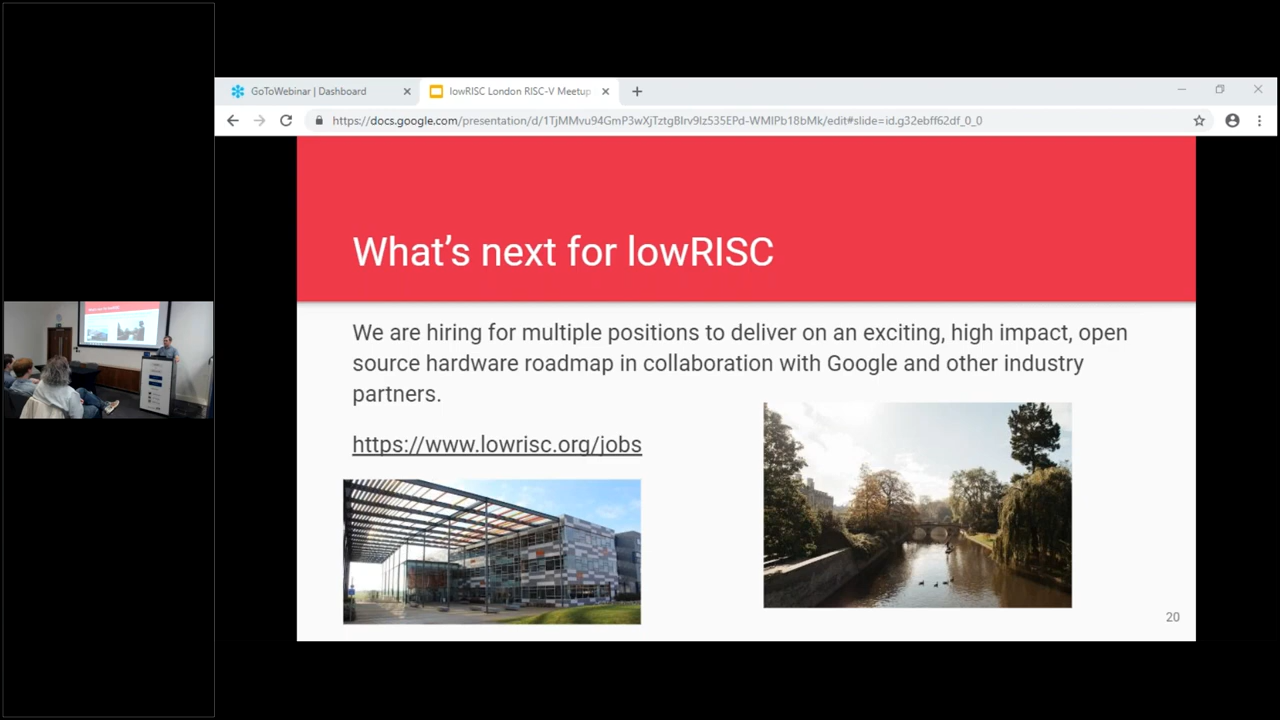 GoToWebinar | Dashboard
lowRISC London RISC-V Meetup
https://docs.google.com/presentation/d/1TjMMvu94GmP3wXjTztgBIrv9Iz535EPd-WMIPb18bMk/edit#slide=id.g32ebff62df_0_0
What's next for lowRISC
We are hiring for multiple positions to deliver on an exciting, high impact, open
source hardware roadmap in collaboration with Google and other industry
partners.
https://www.lowrisc.org/jobs
20